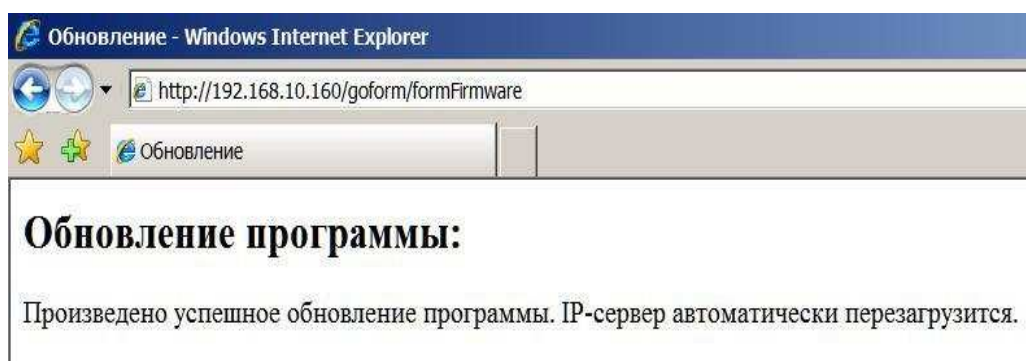 Обновление - Windows Internet Explorer
http://192.168.10.160/goform/formFirmware
Обновление
Обновление программы:
Произведено успешное обновление программы. IP-сервер автоматически перезагрузится.